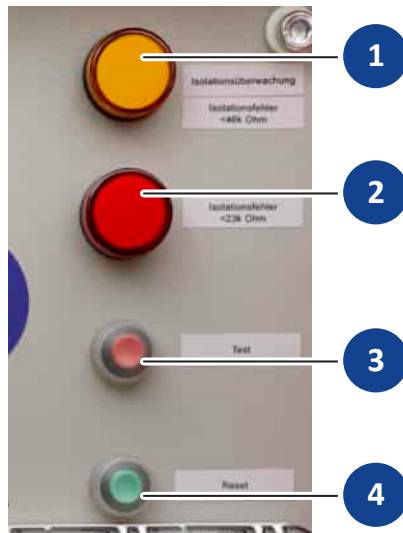 1
Isolationsüberwachung
Isolationsfehler
<46k Ohm
2
Isolationsfehler
<23k Ohm
Test
3
Reset
4